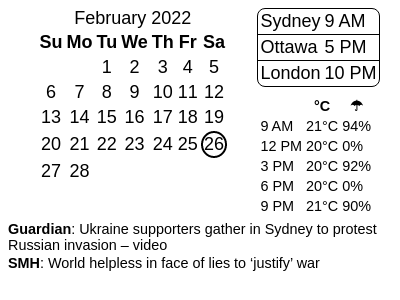 February 2022
Su Mo Tu We Th Fr Sa
1 2 3 4 5
6 7 8 9 10 11 12
13 14 15 16 17 18 19
20 21 22 23 24 25 26
27 28
Sydney 9 AM
Ottawa 5 PM
London 10 PM
°C ☂
9 AM 21°C 94%
12 PM 20°C 0%
3 PM 20°C 92%
6 PM 20°C 0%
9 PM 21°C 90%
Guardian: Ukraine supporters gather in Sydney to protest
Russian invasion – video
SMH: World helpless in face of lies to ‘justify’ war